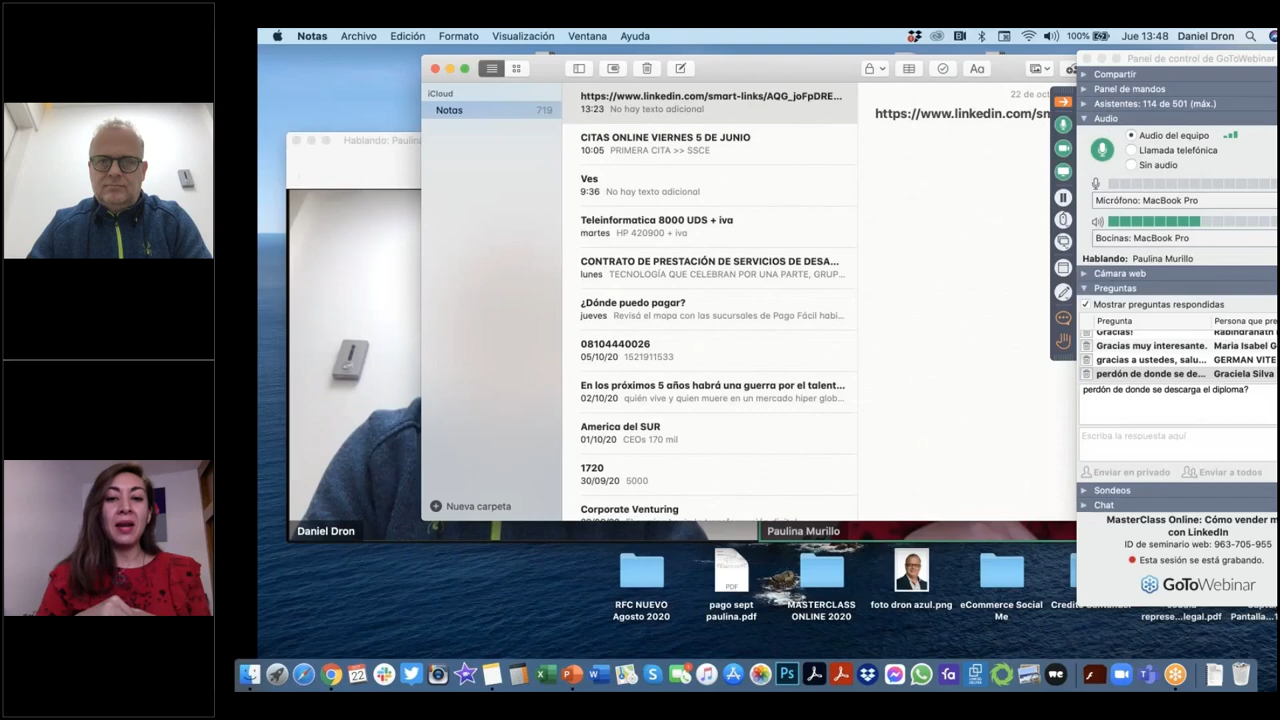 Notas Archivo Edición Formato Visualización Ventana Ayuda
100% Jue 13:48 Daniel Dron
Hablando: Paulina
Aa
iCloud
Notas 719
Nueva carpeta
https://www.linkedin.com/smart-links/AQG_joFpDRE...
13:23 No hay texto adicional
CITAS ONLINE VIERNES 5 DE JUNIO
10:05 PRIMERA CITA >> SSCE
Ves
9:36 No hay texto adicional
Teleinformatica 8000 UDS + iva
martes HP 420900 + iva
CONTRATO DE PRESTACIÓN DE SERVICIOS DE DESA...
lunes TECNOLOGÍA QUE CELEBRAN POR UNA PARTE, GRUP...
¿Dónde puedo pagar?
jueves Revisá el mapa con las sucursales de Pago Fácil habi...
08104440026
05/10/20 1521911533
En los próximos 5 años habrá una guerra por el talent...
02/10/20 quién vive y quien muere en un mercado hiper glob...
America del SUR
01/10/20 CEOs 170 mil
1720
30/09/20 5000
Corporate Venturing
22 de oct
https://www.linkedin.com/sm
Panel de control de GoToWebinar
Compartir
Panel de mandos
Asistentes: 114 de 501 (máx.)
Audio
Audio del equipo
Llamada telefónica
Sin audio
Micrófono: MacBook Pro
Bocinas: MacBook Pro
Hablando: Paulina Murillo
Cámara web
Preguntas
Mostrar preguntas respondidas
Pregunta Persona que pre
Gracias! Rabindranath
Gracias muy interesante. Maria Isabel G
gracias a ustedes, salu... GERMAN VITE
perdón de donde se de... Graciela Silva
perdón de donde se descarga el diploma?
Escriba la respuesta aquí
Enviar en privado Enviar a todos
Sondeos
Chat
MasterClass Online: Cómo vender m
con LinkedIn
ID de seminario web: 963-705-955
Esta sesión se está grabando.
GoToWebinar
Daniel Dron
Paulina Murillo
PDF
RFC NUEVO
Agosto 2020
pago sept
paulina.pdf
MASTERCLASS
ONLINE 2020
foto dron azul.png
eCommerce Social
Me
represe...legal.pdf
Pantalla...1
22
Ps
fa
we